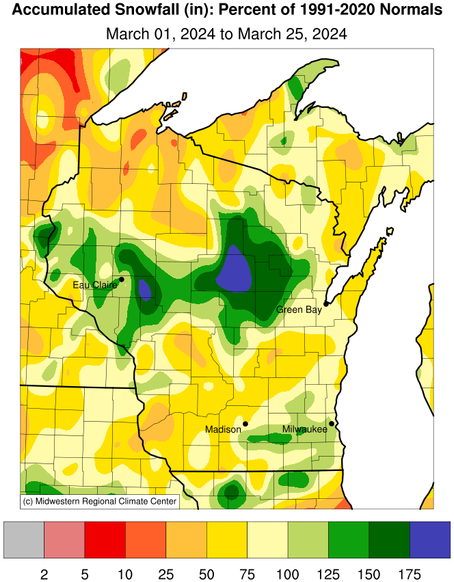 Accumulated Snowfall (in): Percent of 1991-2020 Normals
March 01, 2024 to March 25, 2024
Eau Claire
Green Bay
Madison
Milwaukee
(c) Midwestern Regional Climate Center
2 5 10 25 50 75 100 125 150 175